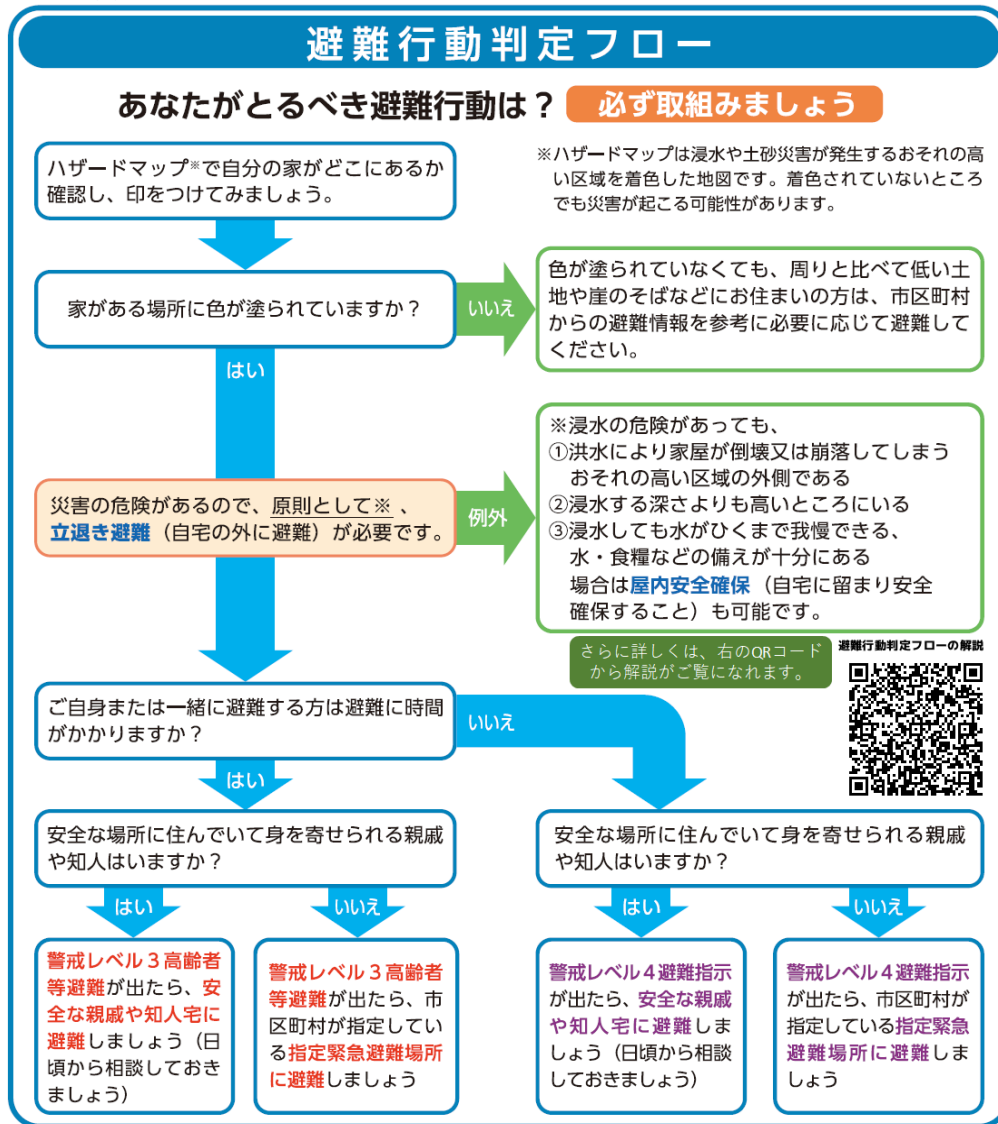 避難行動判定フロー
あなたがとるべき避難行動は？ 必ず取組みましょう
ハザードマップ※で自分の家がどこにあるか
確認し、印をつけてみましょう。
※ハザードマップは浸水や土砂災害が発生するおそれの高
い区域を着色した地図です。着色されていないところ
でも災害が起こる可能性があります。
家がある場所に色が塗られていますか？
いいえ
色が塗られていなくても、周りと比べて低い土
地や崖のそばなどにお住まいの方は、市区町村
からの避難情報を参考に必要に応じて避難して
ください。
はい
災害の危険があるので、原則として※、
立退き避難（自宅の外に避難）が必要です。
例外
※浸水の危険があっても、
①洪水により家屋が倒壊又は崩落してしまう
おそれの高い区域の外側である
②浸水する深さよりも高いところにいる
③浸水しても水がひくまで我慢できる、
水・食糧などの備えが十分にある
場合は屋内安全確保（自宅に留まり安全
確保すること）も可能です。
さらに詳しくは、右のQRコード
から解説がご覧になれます。
避難行動判定フローの解説
ご自身または一緒に避難する方は避難に時間
がかかりますか？
いいえ
はい
安全な場所に住んでいて身を寄せられる親戚
や知人はいますか？
はい
いいえ
警戒レベル３高齢者
等避難が出たら、安
全な親戚や知人宅に
避難しましょう（日
頃から相談しておき
ましょう）
警戒レベル３高齢者
等避難が出たら、市
区町村が指定してい
る指定緊急避難場所
に避難しましょう
安全な場所に住んでいて身を寄せられる親戚
や知人はいますか？
はい
いいえ
警戒レベル４避難指示
が出たら、安全な親戚
や知人宅に避難しま
しょう（日頃から相談
しておきましょう）
警戒レベル４避難指示
が出たら、市区町村が
指定している指定緊急
避難場所に避難しま
しょう